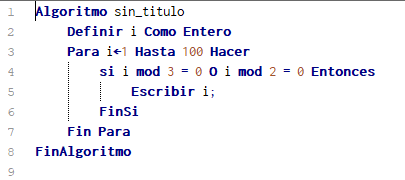 1 Algoritmo sin_titulo
2 Definir i Como Entero
3 Para i←1 Hasta 100 Hacer
4 si i mod 3 = 0 O i mod 2 = 0 Entonces
5 Escribir i;
6 FinSi
7 Fin Para
8 FinAlgoritmo
9